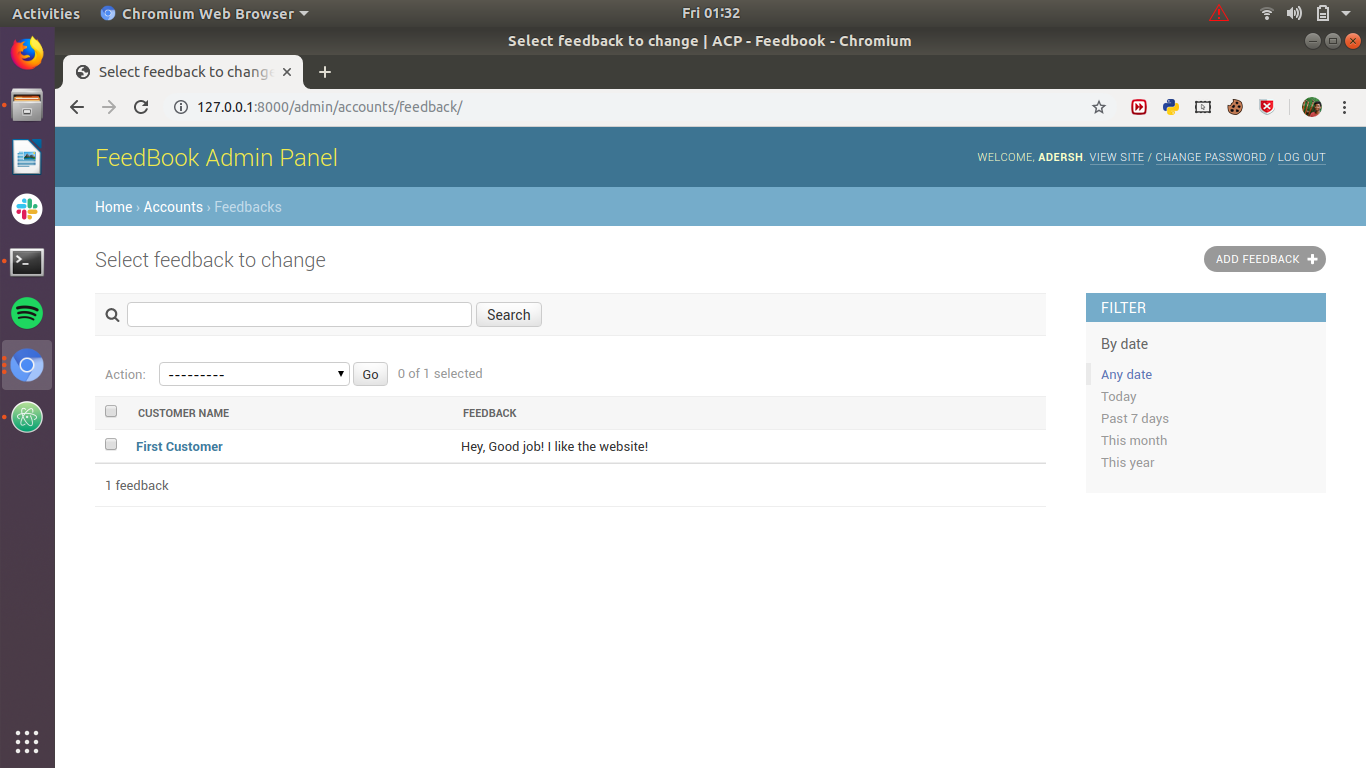 Activities
Chromium Web Browser
Fri 01:32
Select feedback to change | ACP - Feedbook - Chromium
Select feedback to change
127.0.0.1:8000/admin/accounts/feedback/
FeedBook Admin Panel
WELCOME, ADERSH. VIEW SITE / CHANGE PASSWORD / LOG OUT
Home › Accounts › Feedbacks
Select feedback to change
ADD FEEDBACK +
Search
Action: --------- Go 0 of 1 selected
CUSTOMER NAME FEEDBACK
First Customer Hey, Good job! I like the website!
1 feedback
FILTER
By date
Any date
Today
Past 7 days
This month
This year